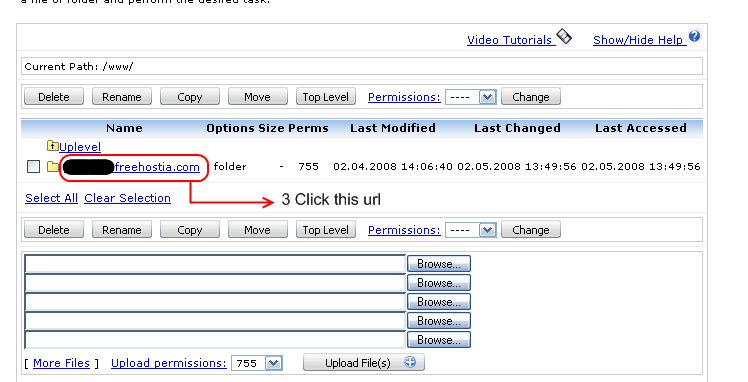 a file or folder and perform the desired task.
Video Tutorials Show/Hide Help ?
Current Path: /www/
Delete Rename Copy Move Top Level Permissions: ---- Change
Name Options Size Perms Last Modified Last Changed Last Accessed
Uplevel
freehostia.com folder - 755 02.04.2008 14:06:40 02.05.2008 13:49:56 02.05.2008 13:49:56
Select All Clear Selection
3 Click this url
Delete Rename Copy Move Top Level Permissions: ---- Change
Browse...
Browse...
Browse...
Browse...
Browse...
[ More Files ] Upload permissions: 755 Upload File(s)